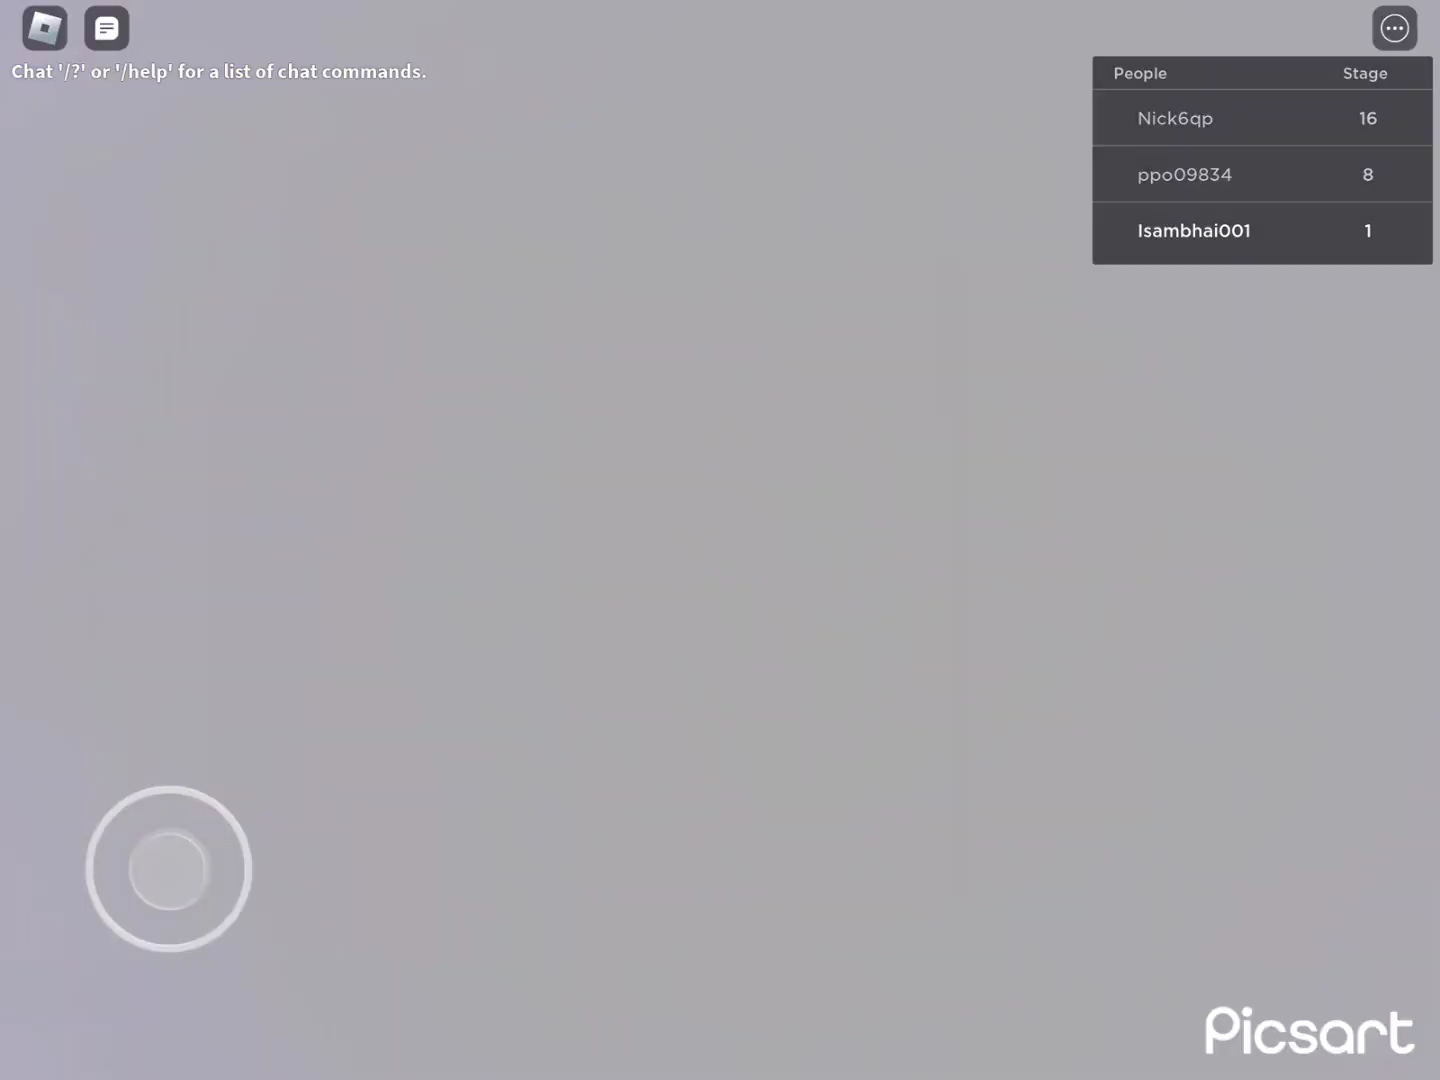 Chat '/?' or '/help' for a list of chat commands.
People Stage
Nick6qp 16
ppo09834 8
Isambhai001 1
Picsart